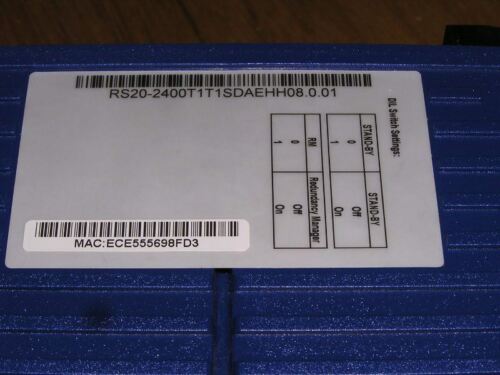 RS20-2400T1T1SDAEHH08.0.01
DIL Switch Settings:
STAND-BY STAND-BY
0 Off
1 On
RM Redundancy Manager
0 Off
1 On
MAC:ECE555698FD3